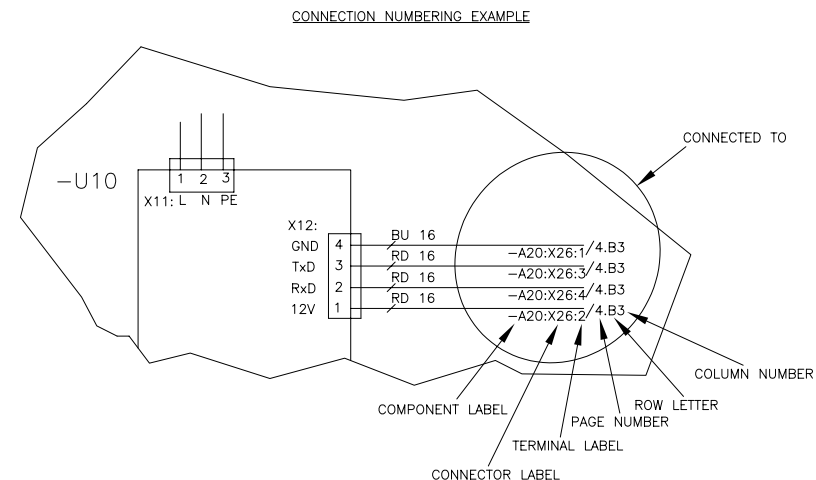 CONNECTION NUMBERING EXAMPLE
CONNECTED TO
-U10
1 2 3
X11: L N PE
X12:
GND 4 BU 16 -A20:X26:1/4.B3
TxD 3 RD 16 -A20:X26:3/4.B3
RxD 2 RD 16 -A20:X26:4/4.B3
12V 1 RD 16 -A20:X26:2/4.B3
COLUMN NUMBER
ROW LETTER
COMPONENT LABEL
PAGE NUMBER
TERMINAL LABEL
CONNECTOR LABEL